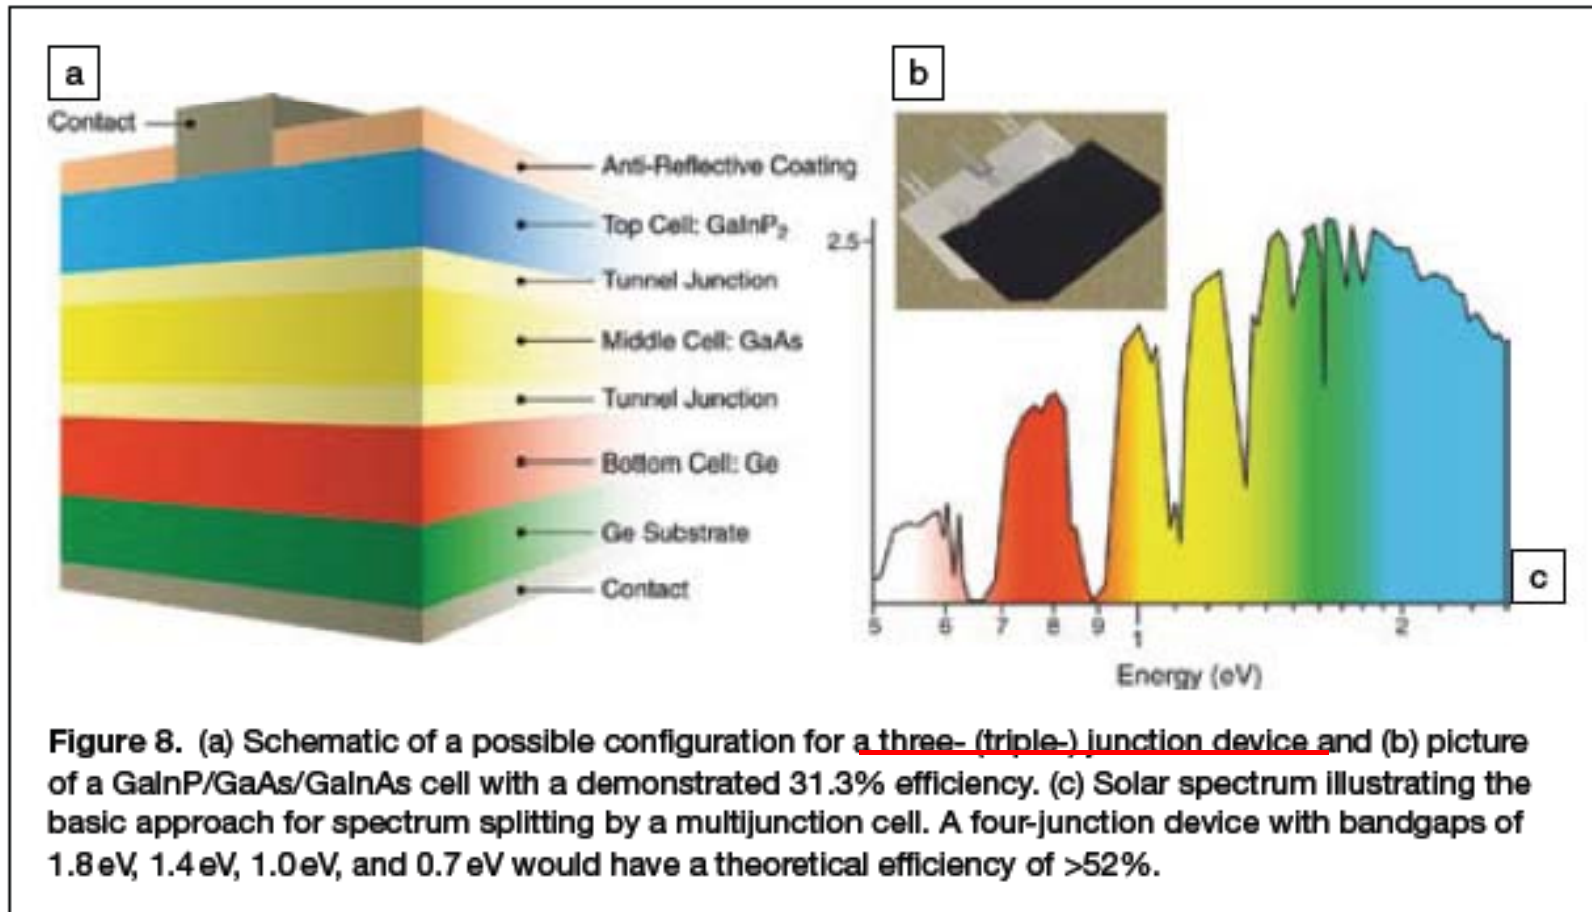 a
Contact
Anti-Reflective Coating
Top Cell: GaInP₂
Tunnel Junction
Middle Cell: GaAs
Tunnel Junction
Bottom Cell: Ge
Ge Substrate
Contact
b
2.5
c
5 6 7 8 9 1 2
Energy (eV)
Figure 8. (a) Schematic of a possible configuration for a three- (triple-) junction device and (b) picture
of a GaInP/GaAs/GaInAs cell with a demonstrated 31.3% efficiency. (c) Solar spectrum illustrating the
basic approach for spectrum splitting by a multijunction cell. A four-junction device with bandgaps of
1.8 eV, 1.4 eV, 1.0 eV, and 0.7 eV would have a theoretical efficiency of >52%.